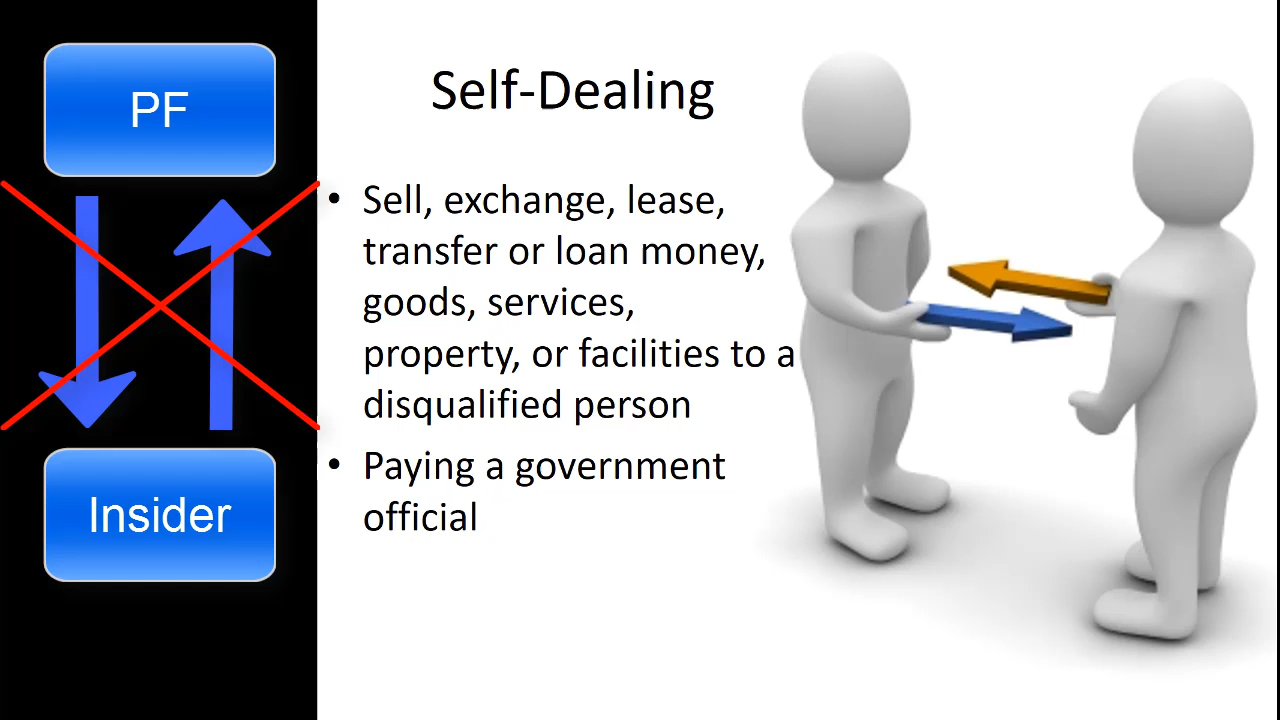 PF
Insider
Self-Dealing
• Sell, exchange, lease,
transfer or loan money,
goods, services,
property, or facilities to a
disqualified person
• Paying a government
official